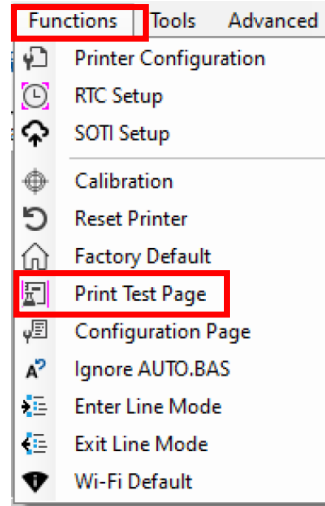 Functions Tools Advanced
Printer Configuration
RTC Setup
SOTI Setup
Calibration
Reset Printer
Factory Default
Print Test Page
Configuration Page
Ignore AUTO.BAS
Enter Line Mode
Exit Line Mode
Wi-Fi Default